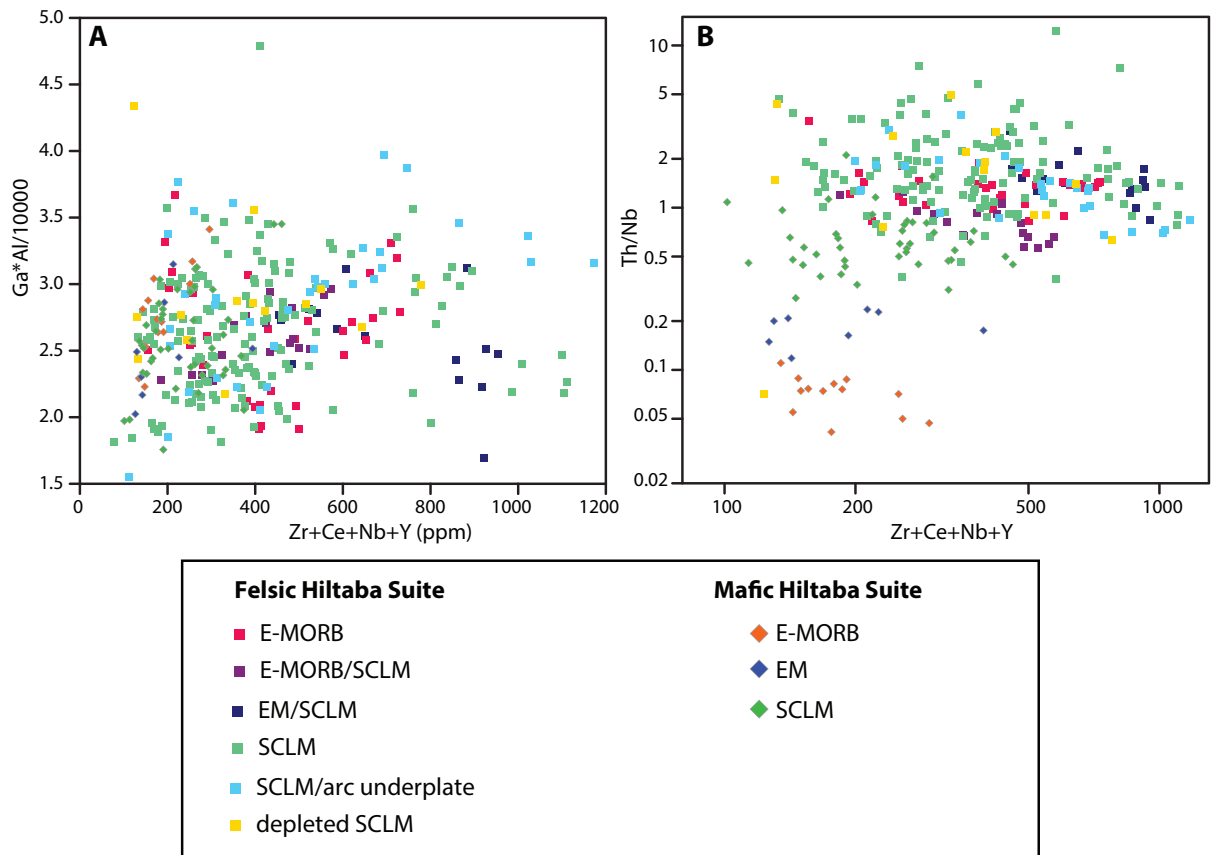 A
5.0
4.5
4.0
3.5
3.0
2.5
2.0
1.5
Ga*Al/10000
0 200 400 600 800 1000 1200
Zr+Ce+Nb+Y (ppm)
B
10
5
2
1
0.5
0.2
0.1
0.05
0.02
Th/Nb
100 200 500 1000
Zr+Ce+Nb+Y
Felsic Hiltaba Suite
E-MORB
E-MORB/SCLM
EM/SCLM
SCLM
SCLM/arc underplate
depleted SCLM
Mafic Hiltaba Suite
E-MORB
EM
SCLM